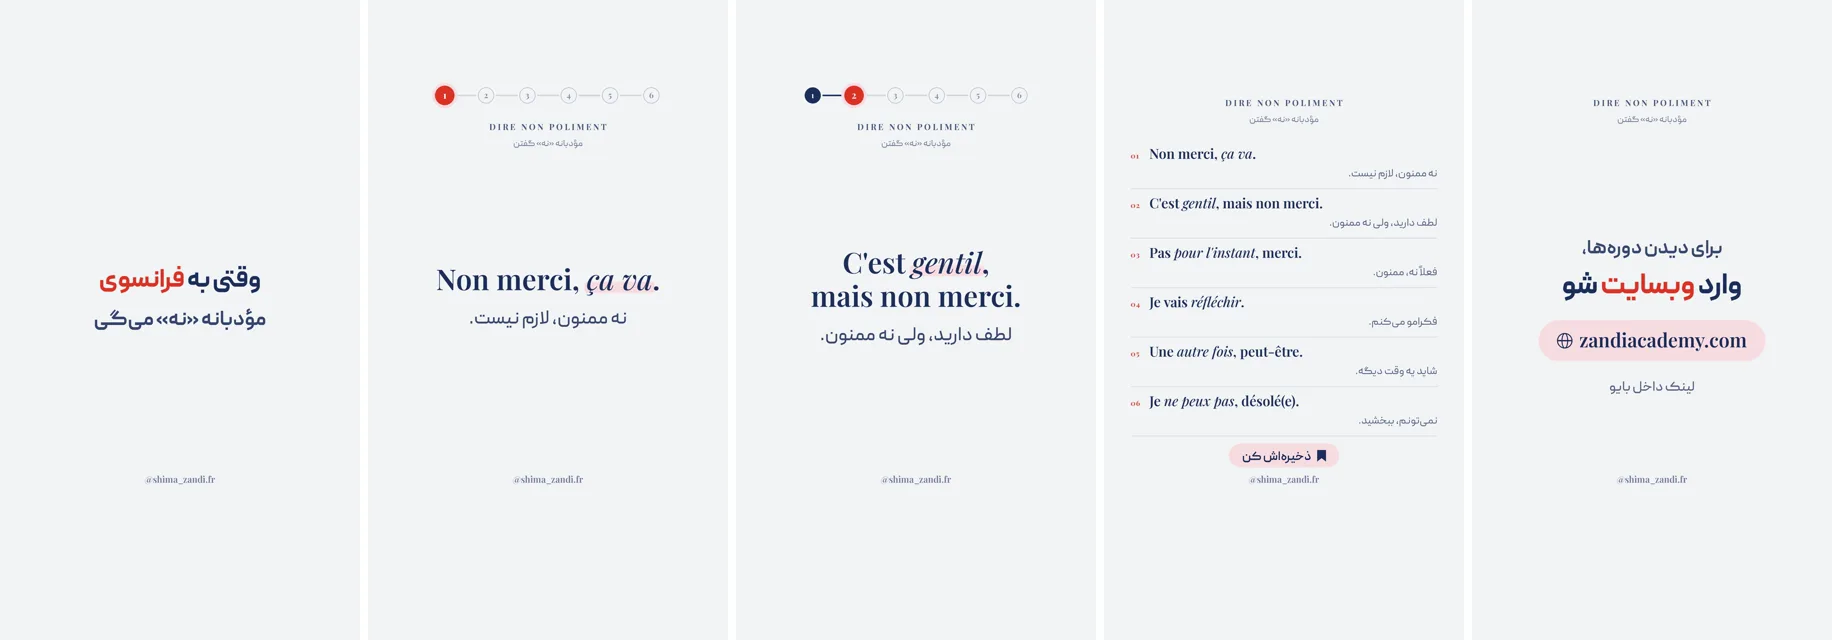 وقتی به فرانسوی
مؤدبانه «نه» می‌گی
@shima_zandi.fr
1 2 3 4 5 6
DIRE NON POLIMENT
مؤدبانه «نه» گفتن
Non merci, ça va.
نه ممنون، لازم نیست.
@shima_zandi.fr
1 2 3 4 5 6
DIRE NON POLIMENT
مؤدبانه «نه» گفتن
C'est gentil,
mais non merci.
لطف دارید، ولی نه ممنون.
@shima_zandi.fr
DIRE NON POLIMENT
مؤدبانه «نه» گفتن
01 Non merci, ça va.
نه ممنون، لازم نیست.
02 C'est gentil, mais non merci.
لطف دارید، ولی نه ممنون.
03 Pas pour l'instant, merci.
فعلاً نه، ممنون.
04 Je vais réfléchir.
فکرامو می‌کنم.
05 Une autre fois, peut-être.
شاید یه وقت دیگه.
06 Je ne peux pas, désolé(e).
نمی‌تونم، ببخشید.
ذخیره‌اش کن
@shima_zandi.fr
DIRE NON POLIMENT
مؤدبانه «نه» گفتن
برای دیدن دوره‌ها،
وارد وبسایت شو
zandiacademy.com
لینک داخل بایو
@shima_zandi.fr